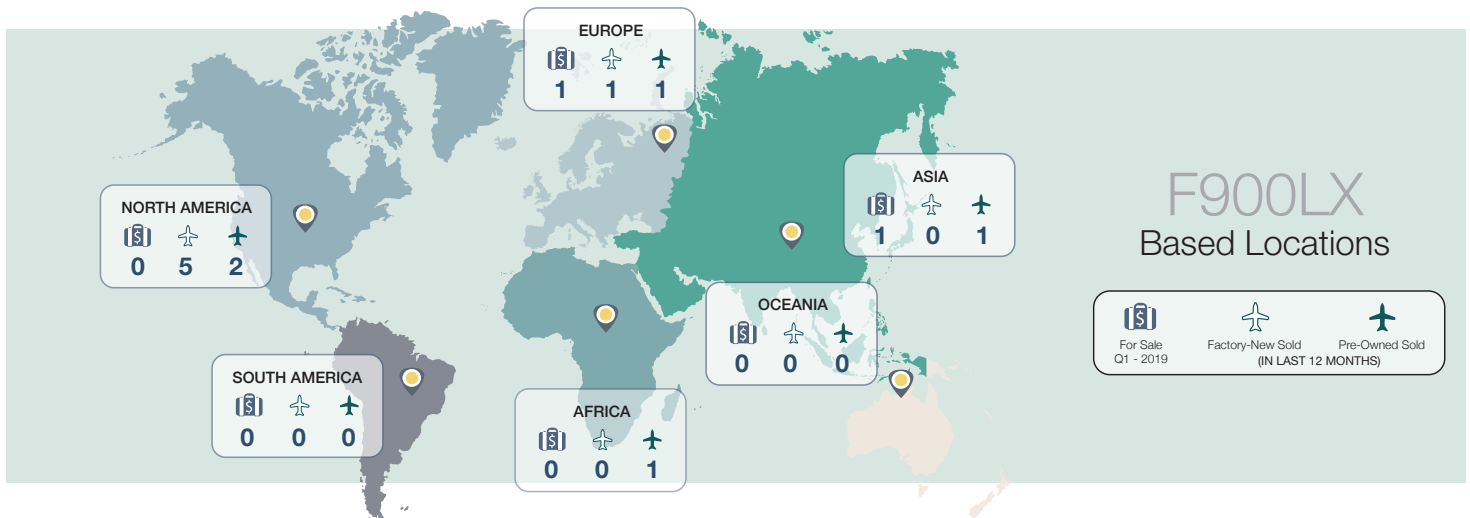 EUROPE
$
1 1 1
NORTH AMERICA
$
0 5 2
ASIA
$
1 0 1
OCEANIA
$
0 0 0
SOUTH AMERICA
$
0 0 0
AFRICA
$
0 0 1
F900LX
Based Locations
$
For Sale
Q1 - 2019
Factory-New Sold
Pre-Owned Sold
(IN LAST 12 MONTHS)